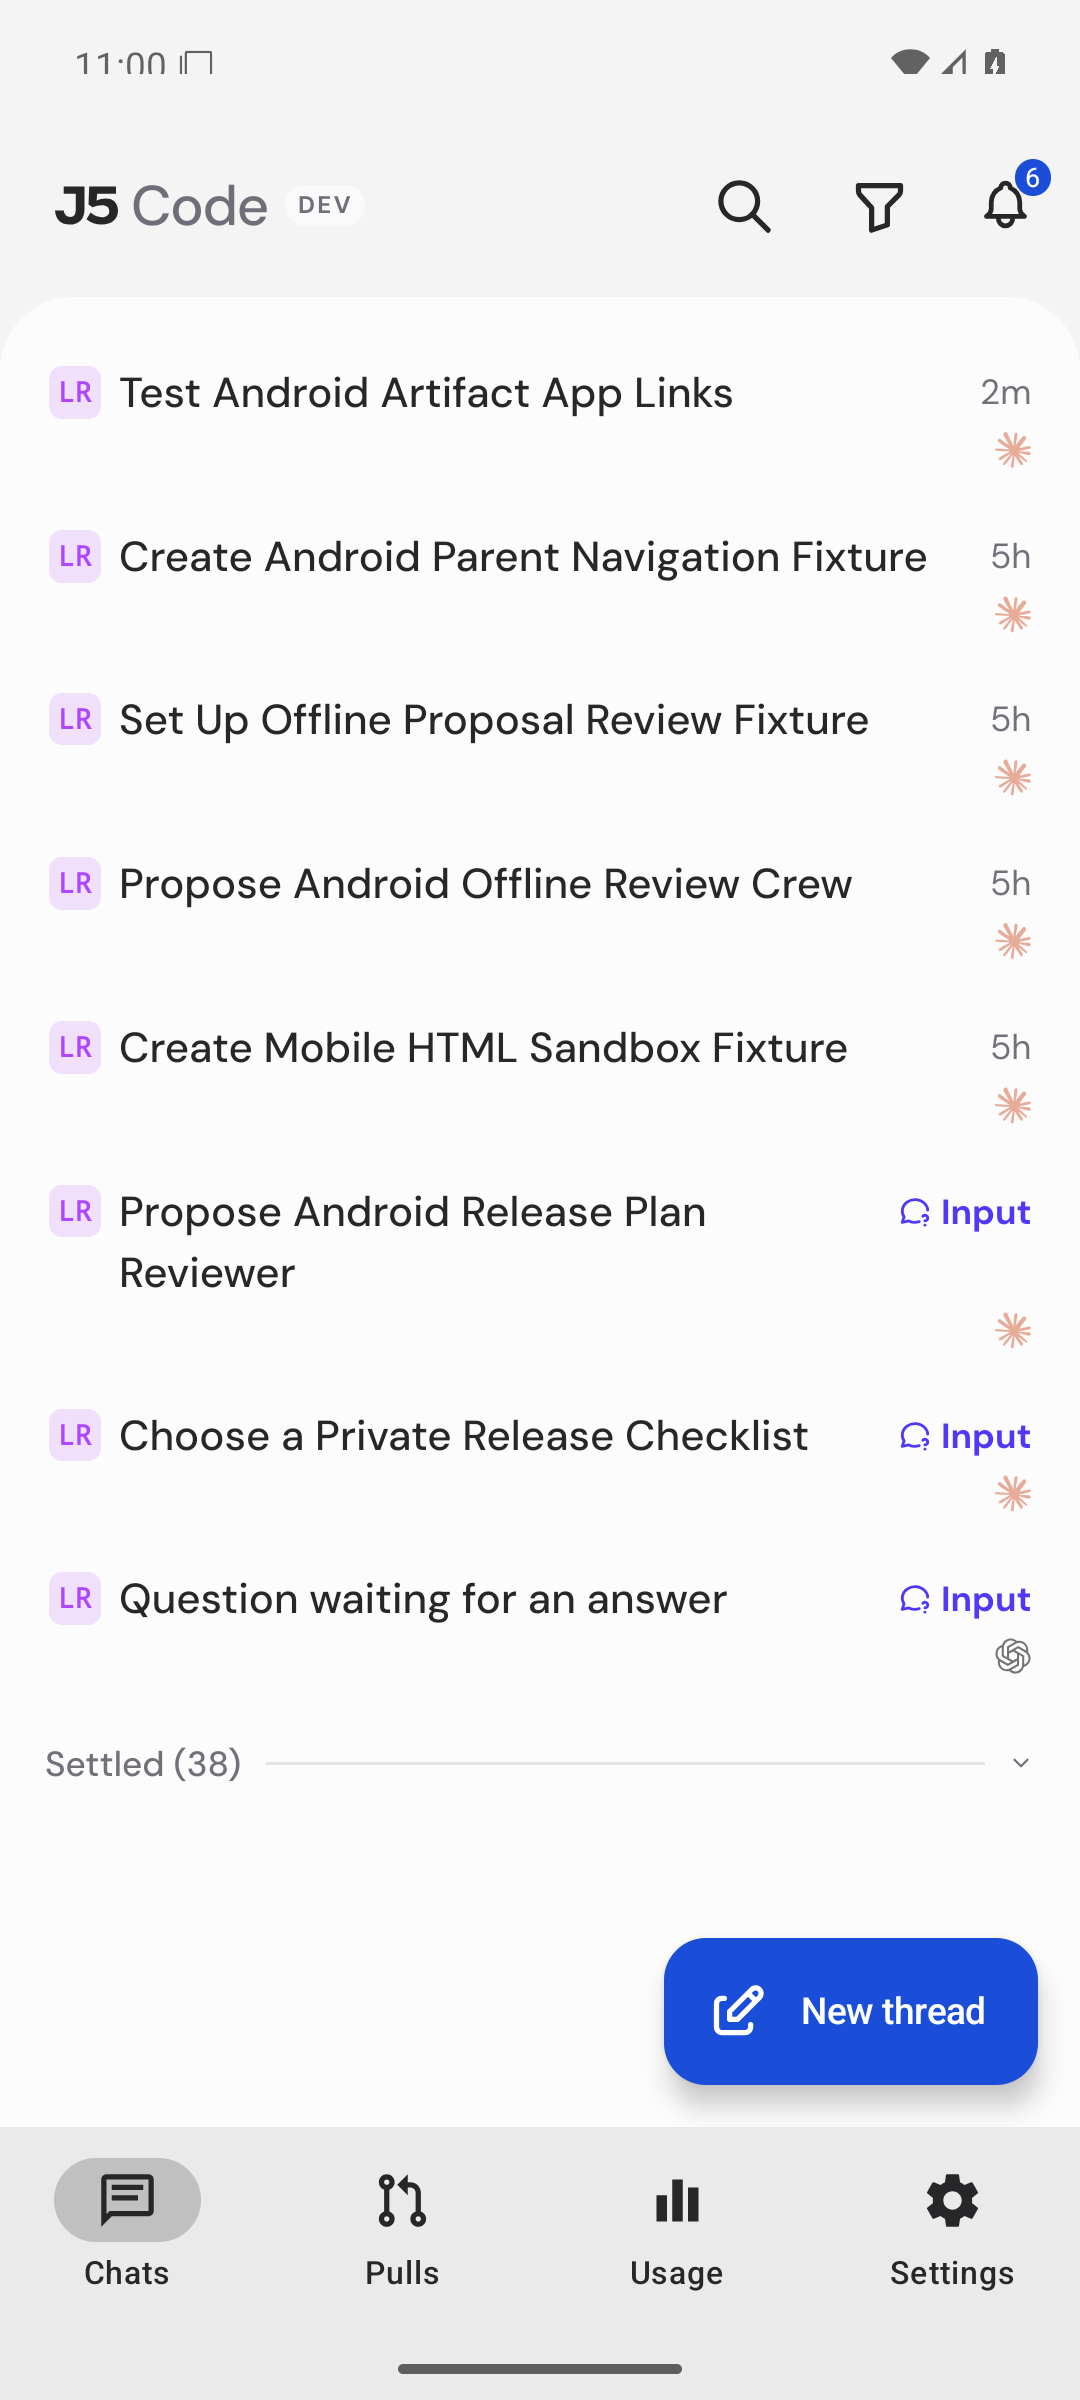 11:00
J5 Code DEV
6
LR Test Android Artifact App Links 2m
LR Create Android Parent Navigation Fixture 5h
LR Set Up Offline Proposal Review Fixture 5h
LR Propose Android Offline Review Crew 5h
LR Create Mobile HTML Sandbox Fixture 5h
LR Propose Android Release Plan Input
Reviewer
LR Choose a Private Release Checklist Input
LR Question waiting for an answer Input
Settled (38)
New thread
Chats Pulls Usage Settings